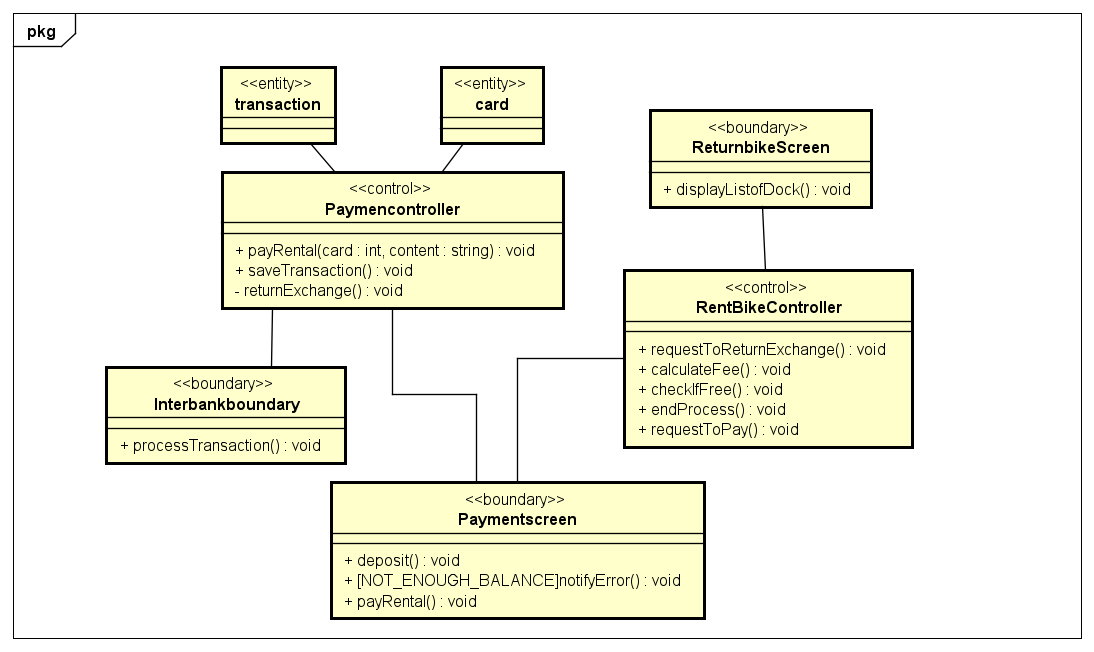 pkg
<<entity>>
transaction
<<entity>>
card
<<boundary>>
ReturnbikeScreen
+ displayListofDock() : void
<<control>>
Paymencontroller
+ payRental(card : int, content : string) : void
+ saveTransaction() : void
- returnExchange() : void
<<control>>
RentBikeController
+ requestToReturnExchange() : void
+ calculateFee() : void
+ checkIfFree() : void
+ endProcess() : void
+ requestToPay() : void
<<boundary>>
Interbankboundary
+ processTransaction() : void
<<boundary>>
Paymentscreen
+ deposit() : void
+ [NOT_ENOUGH_BALANCE]notifyError() : void
+ payRental() : void